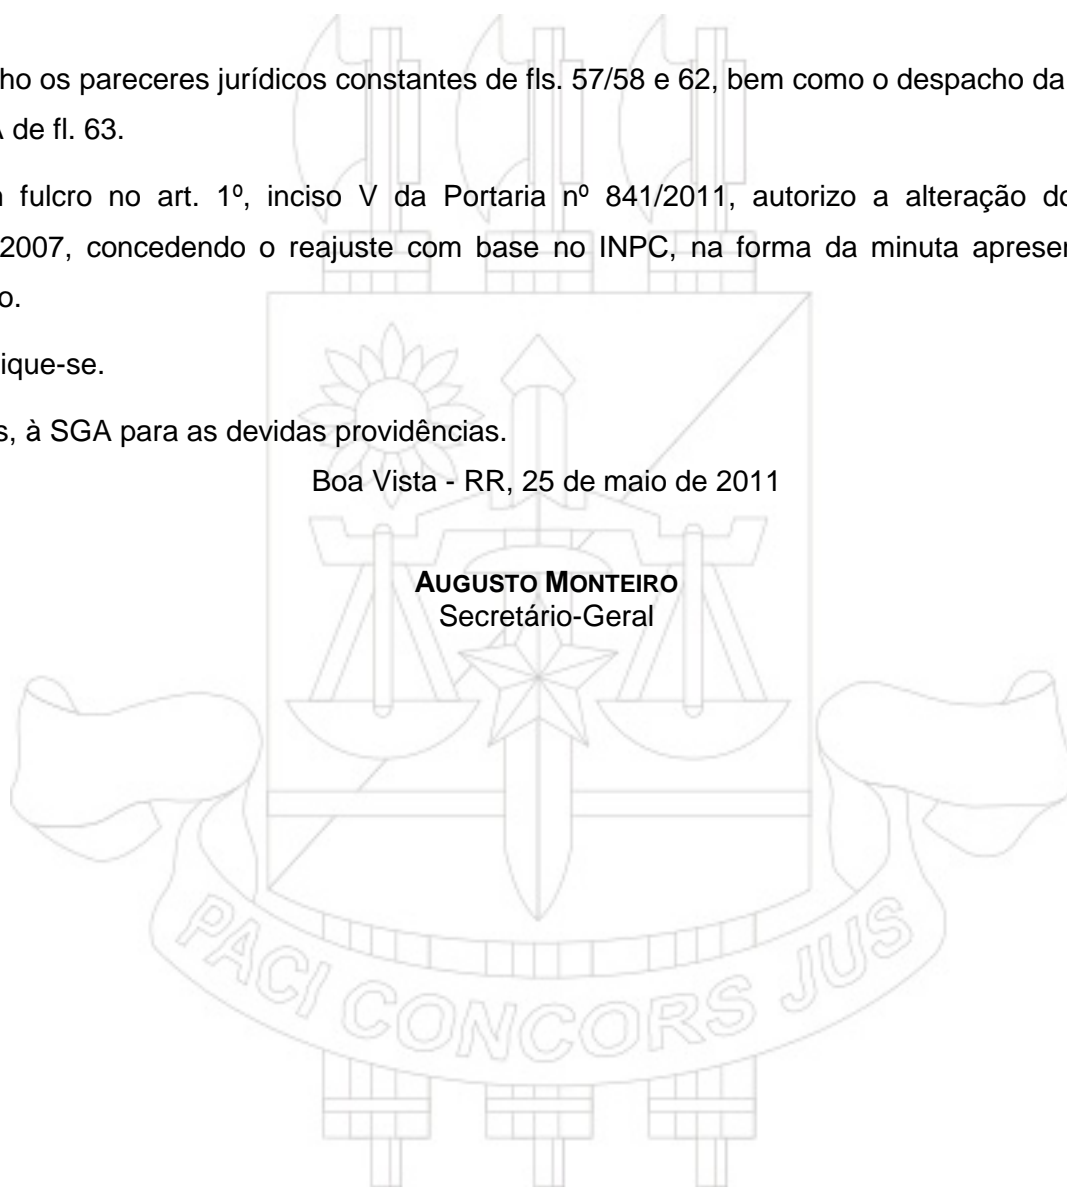 ho os pareceres jurídicos constantes de fls. 57/58 e 62, bem como o despacho da
A de fl. 63.
fulcro no art. 1º, inciso V da Portaria nº 841/2011, autorizo a alteração do
2007, concedendo o reajuste com base no INPC, na forma da minuta aprese
o.
ique-se.
s, à SGA para as devidas providências.
Boa Vista - RR, 25 de maio de 2011
AUGUSTO MONTEIRO
Secretário-Geral
PACI CONCORS JUS